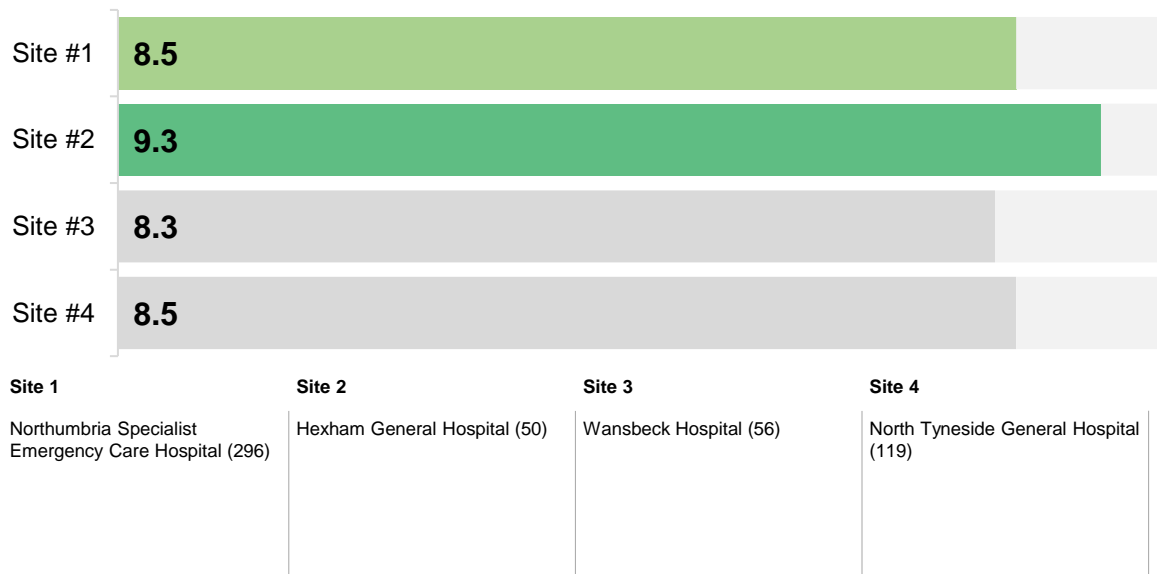 Site #1 8.5
Site #2 9.3
Site #3 8.3
Site #4 8.5
Site 1
Northumbria Specialist
Emergency Care Hospital (296)
Site 2
Hexham General Hospital (50)
Site 3
Wansbeck Hospital (56)
Site 4
North Tyneside General Hospital
(119)